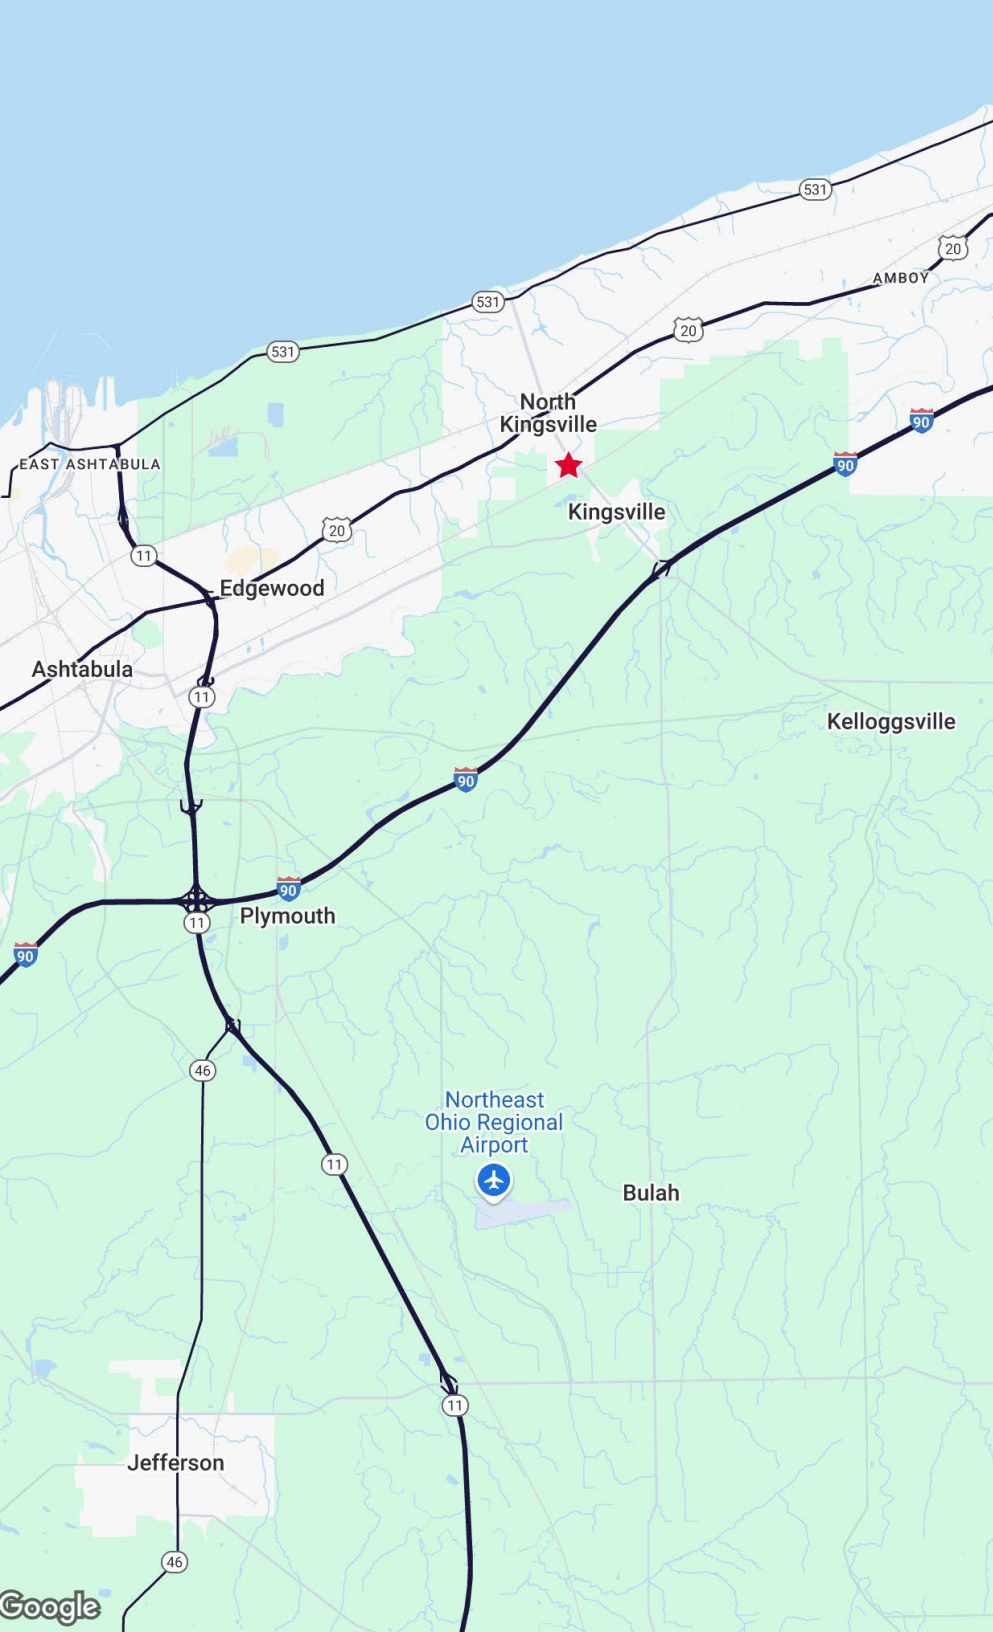 531
20
AMBOY
531
20
531
90
North
Kingsville
90
EAST ASHTABULA
Kingsville
20
11
Edgewood
Ashtabula
11
Kelloggsville
90
90
Plymouth
11
90
46
Northeast
Ohio Regional
Airport
11
Bulah
11
Jefferson
46
Google